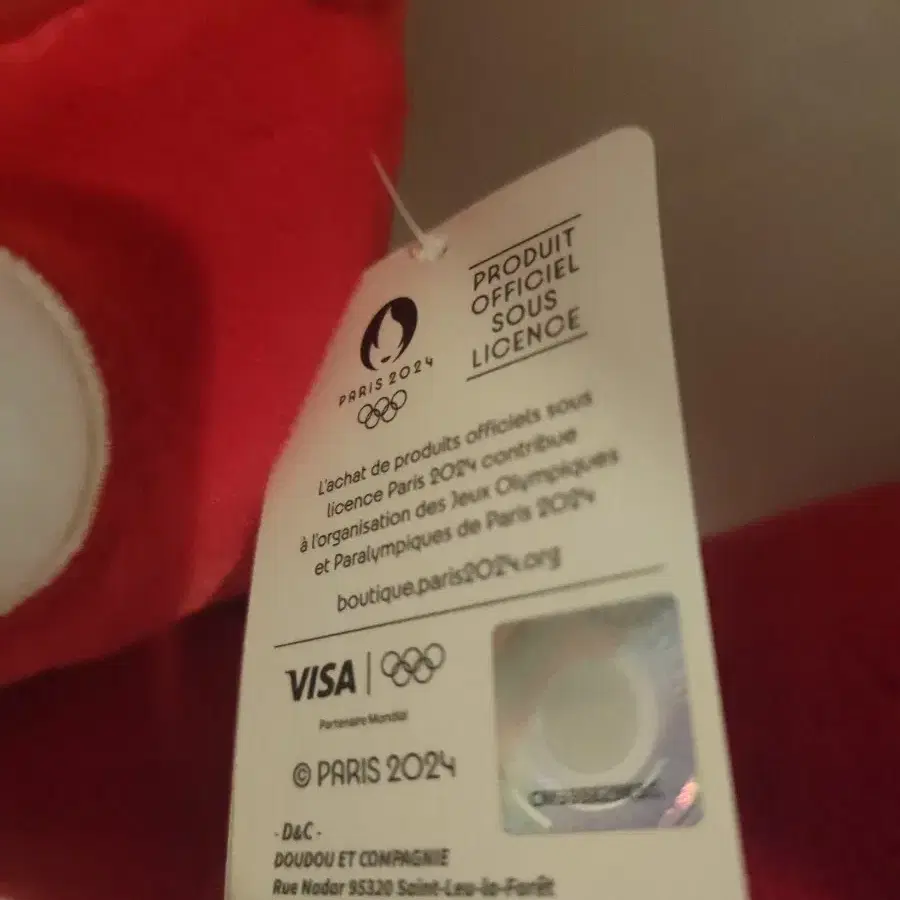 PRODUIT
OFFICIEL
SOUS
LICENCE
PARIS 2024
L'achat de produits officiels sous
licence Paris 2024 contribue
à l'organisation des Jeux Olympiques
et Paralympiques de Paris 2024
boutique.paris2024.org
VISA
Partenaire Mondial
© PARIS 2024
- D&C -
DOUDOU ET COMPAGNIE
Rue Nadar 95320 Saint-Leu-la-Forêt